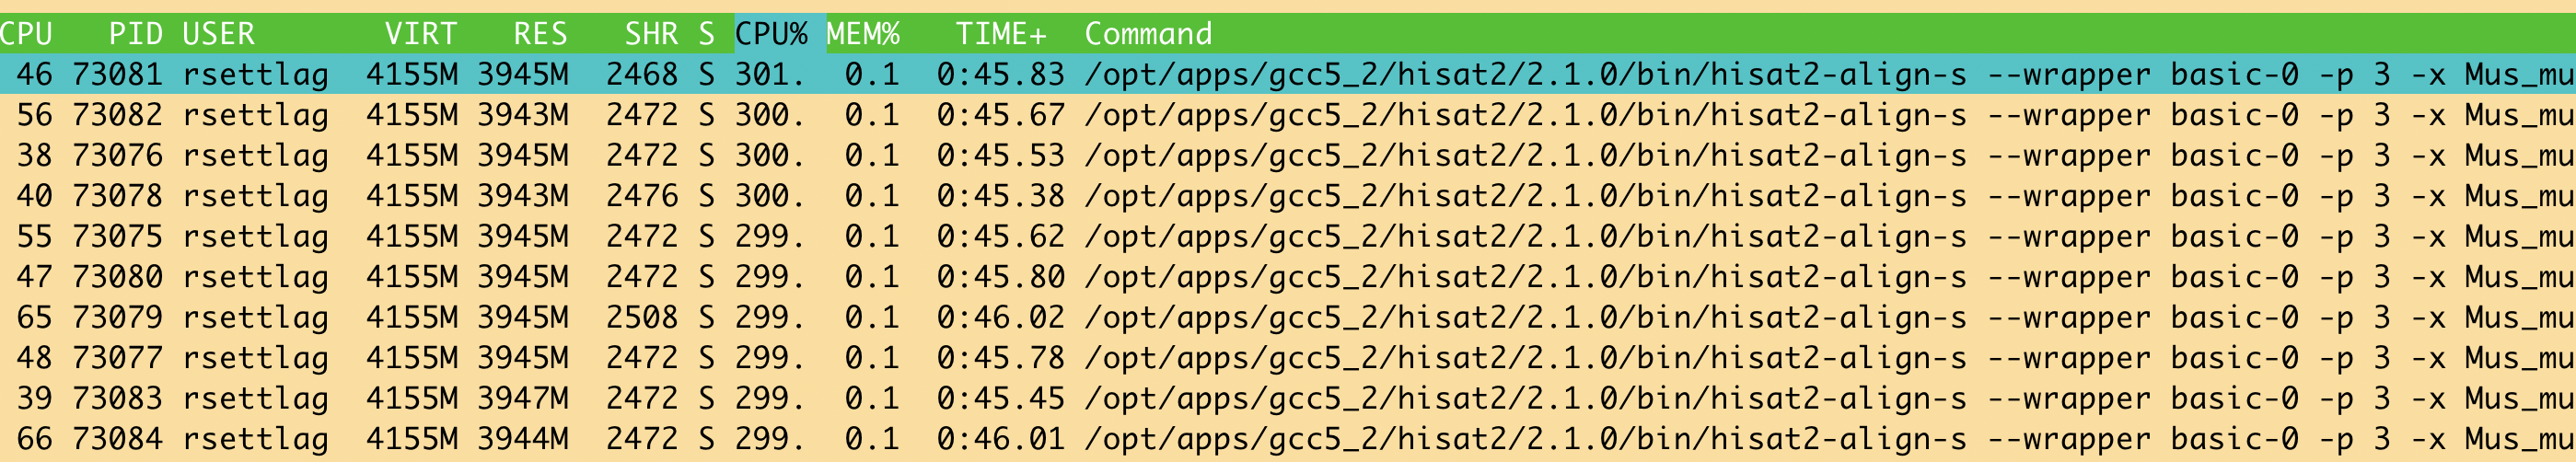 CPU PID USER VIRT RES SHR S CPU% MEM% TIME+ Command
46 73081 rsettlag 4155M 3945M 2468 S 301. 0.1 0:45.83 /opt/apps/gcc5_2/hisat2/2.1.0/bin/hisat2-align-s --wrapper basic-0 -p 3 -x Mus_mu
56 73082 rsettlag 4155M 3943M 2472 S 300. 0.1 0:45.67 /opt/apps/gcc5_2/hisat2/2.1.0/bin/hisat2-align-s --wrapper basic-0 -p 3 -x Mus_mu
38 73076 rsettlag 4155M 3945M 2472 S 300. 0.1 0:45.53 /opt/apps/gcc5_2/hisat2/2.1.0/bin/hisat2-align-s --wrapper basic-0 -p 3 -x Mus_mu
40 73078 rsettlag 4155M 3943M 2476 S 300. 0.1 0:45.38 /opt/apps/gcc5_2/hisat2/2.1.0/bin/hisat2-align-s --wrapper basic-0 -p 3 -x Mus_mu
55 73075 rsettlag 4155M 3945M 2472 S 299. 0.1 0:45.62 /opt/apps/gcc5_2/hisat2/2.1.0/bin/hisat2-align-s --wrapper basic-0 -p 3 -x Mus_mu
47 73080 rsettlag 4155M 3945M 2472 S 299. 0.1 0:45.80 /opt/apps/gcc5_2/hisat2/2.1.0/bin/hisat2-align-s --wrapper basic-0 -p 3 -x Mus_mu
65 73079 rsettlag 4155M 3945M 2508 S 299. 0.1 0:46.02 /opt/apps/gcc5_2/hisat2/2.1.0/bin/hisat2-align-s --wrapper basic-0 -p 3 -x Mus_mu
48 73077 rsettlag 4155M 3945M 2472 S 299. 0.1 0:45.78 /opt/apps/gcc5_2/hisat2/2.1.0/bin/hisat2-align-s --wrapper basic-0 -p 3 -x Mus_mu
39 73083 rsettlag 4155M 3947M 2472 S 299. 0.1 0:45.45 /opt/apps/gcc5_2/hisat2/2.1.0/bin/hisat2-align-s --wrapper basic-0 -p 3 -x Mus_mu
66 73084 rsettlag 4155M 3944M 2472 S 299. 0.1 0:46.01 /opt/apps/gcc5_2/hisat2/2.1.0/bin/hisat2-align-s --wrapper basic-0 -p 3 -x Mus_mu